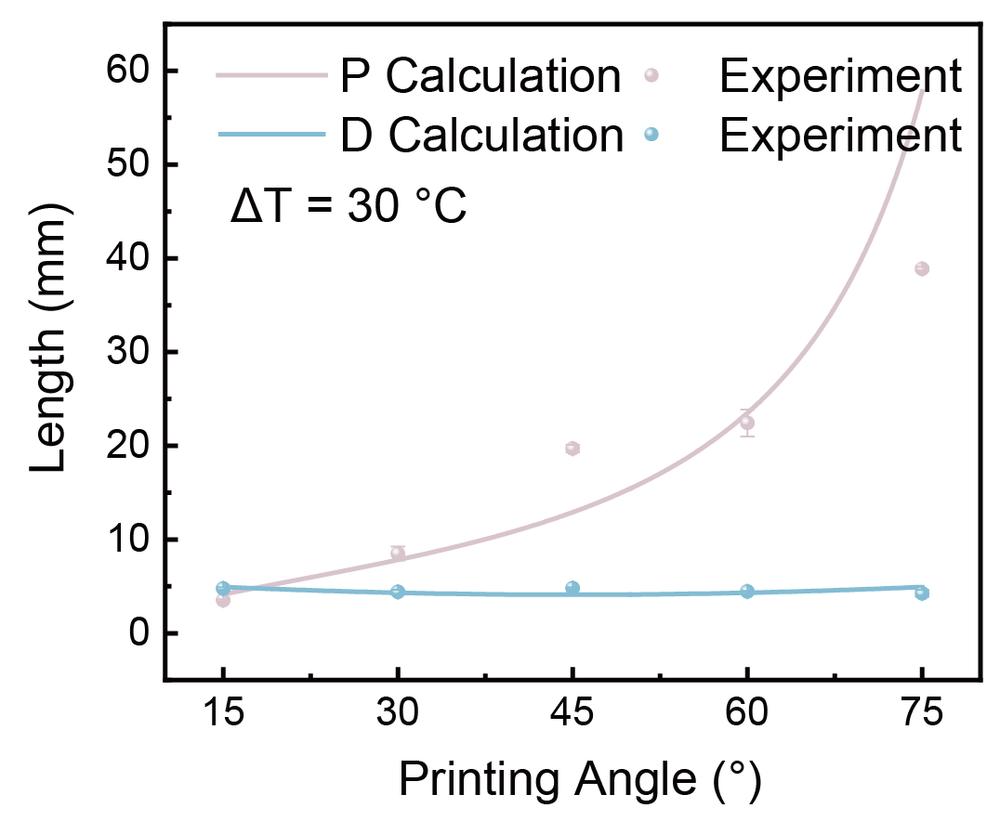 P Calculation Experiment
D Calculation Experiment
ΔT = 30 °C
60
50
40
30
20
10
0
Length (mm)
15 30 45 60 75
Printing Angle (°)